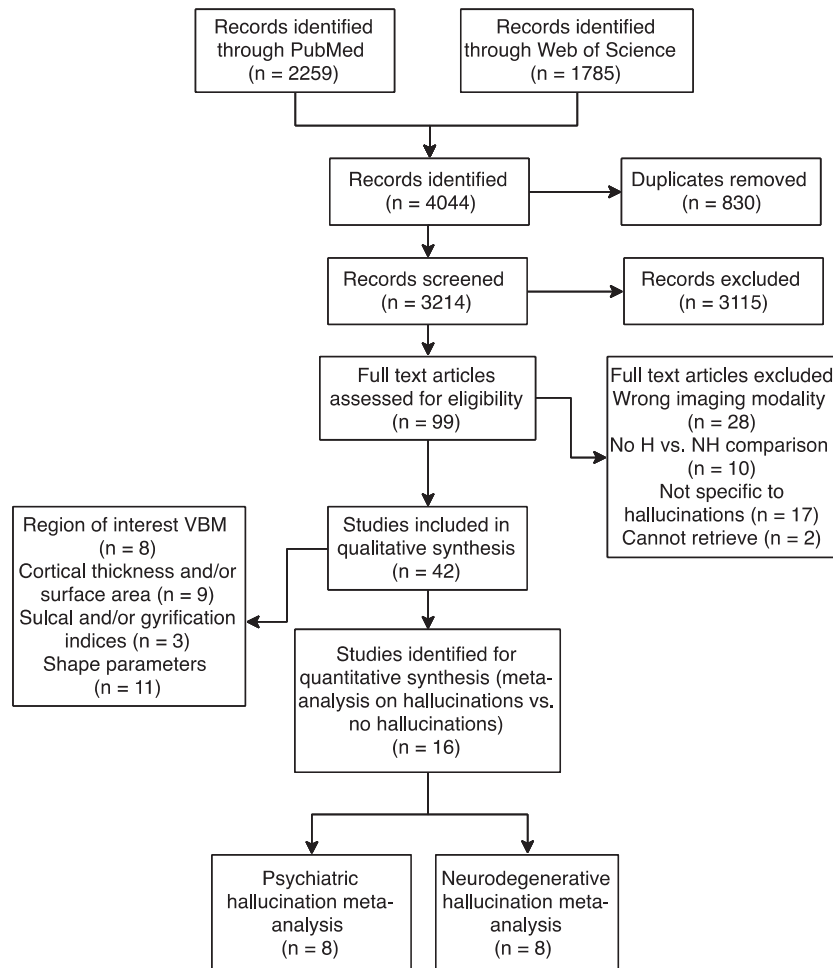 Records identified
through PubMed
(n = 2259)
Records identified
through Web of Science
(n = 1785)
Records identified
(n = 4044)
Duplicates removed
(n = 830)
Records screened
(n = 3214)
Records excluded
(n = 3115)
Full text articles
assessed for eligibility
(n = 99)
Full text articles excluded
Wrong imaging modality
(n = 28)
No H vs. NH comparison
(n = 10)
Not specific to
hallucinations (n = 17)
Cannot retrieve (n = 2)
Studies included in
qualitative synthesis
(n = 42)
Region of interest VBM
(n = 8)
Cortical thickness and/or
surface area (n = 9)
Sulcal and/or gyrification
indices (n = 3)
Shape parameters
(n = 11)
Studies identified for
quantitative synthesis (meta-
analysis on hallucinations vs.
no hallucinations)
(n = 16)
Psychiatric
hallucination meta-
analysis
(n = 8)
Neurodegenerative
hallucination meta-
analysis
(n = 8)